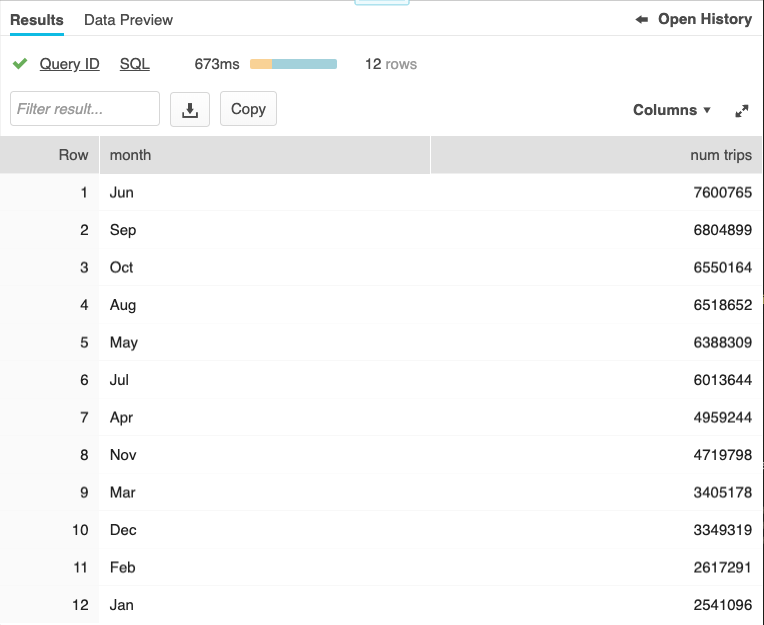 Results Data Preview Open History
Query ID SQL 673ms 12 rows
Filter result... Copy Columns
Row month num trips
1 Jun 7600765
2 Sep 6804899
3 Oct 6550164
4 Aug 6518652
5 May 6388309
6 Jul 6013644
7 Apr 4959244
8 Nov 4719798
9 Mar 3405178
10 Dec 3349319
11 Feb 2617291
12 Jan 2541096